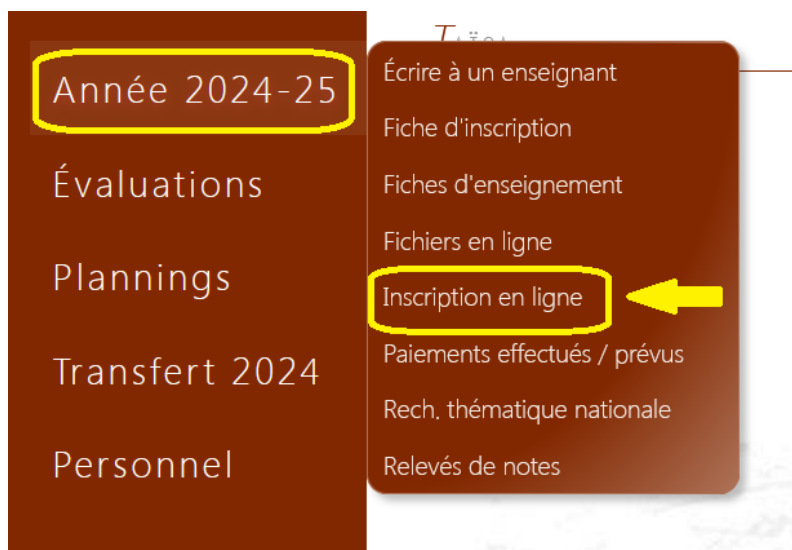 Année 2024-25
Évaluations
Plannings
Transfert 2024
Personnel
Écrire à un enseignant
Fiche d'inscription
Fiches d'enseignement
Fichiers en ligne
Inscription en ligne
Paiements effectués / prévus
Rech. thématique nationale
Relevés de notes